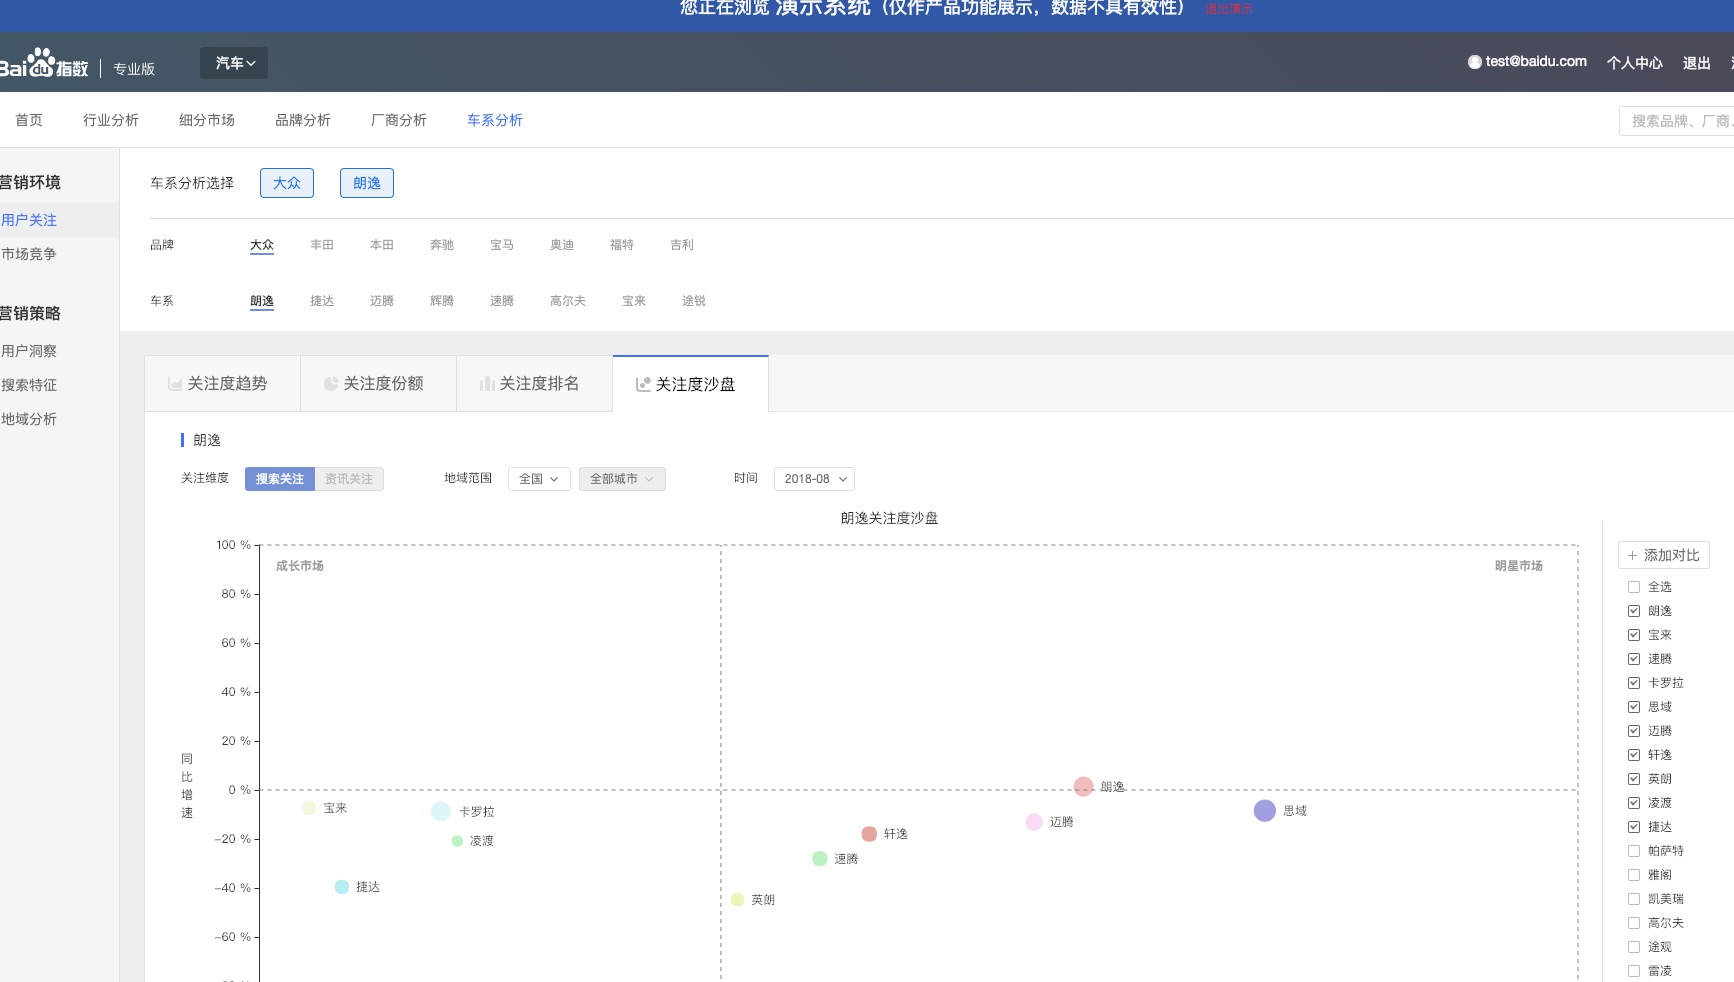 您正在浏览 演示系统（仅作产品功能展示，数据不具有效性） 退出演示
Bai du 指数 专业版 汽车 test@baidu.com 个人中心 退出
首页 行业分析 细分市场 品牌分析 厂商分析 车系分析 搜索品牌、厂商、
营销环境
用户关注
市场竞争
营销策略
用户洞察
搜索特征
地域分析
车系分析选择 大众 朗逸
品牌 大众 丰田 本田 奔驰 宝马 奥迪 福特 吉利
车系 朗逸 捷达 迈腾 辉腾 速腾 高尔夫 宝来 途锐
关注度趋势 关注度份额 关注度排名 关注度沙盘
朗逸
关注维度 搜索关注 资讯关注 地域范围 全国 全部城市 时间 2018-08
朗逸关注度沙盘
100 %
成长市场 明星市场
80 %
60 %
40 %
20 %
0 %
-20 %
-40 %
-60 %
同比增速
宝来
卡罗拉
凌渡
捷达
朗逸
思域
迈腾
轩逸
速腾
英朗
+ 添加对比
全选
朗逸
宝来
速腾
卡罗拉
思域
迈腾
轩逸
英朗
凌渡
捷达
帕萨特
雅阁
凯美瑞
高尔夫
途观
雷凌